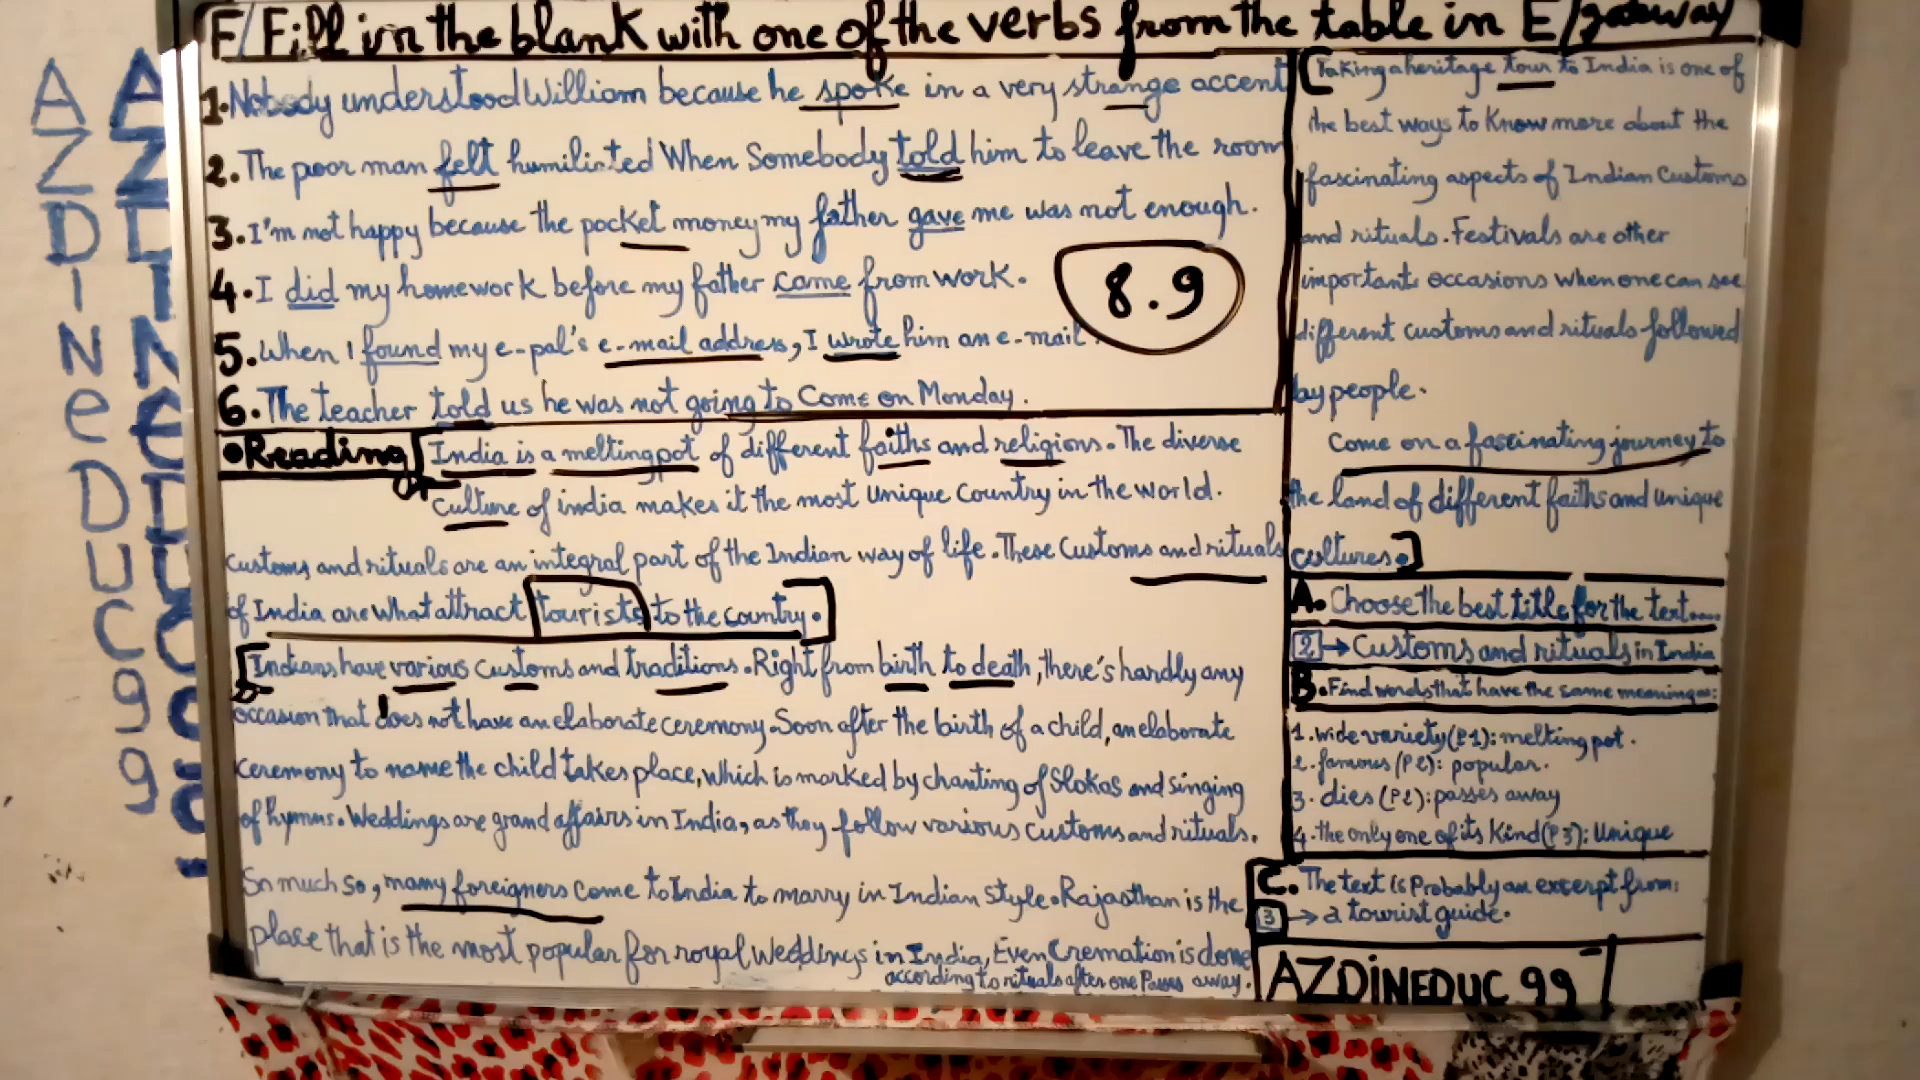 F/ Fill in the blank with one of the verbs from the table in E/gateway
1. Nobody understood William because he spoke in a very strange accent
2. The poor man felt humiliated When Somebody told him to leave the room
3. I'm not happy because the pocket money my father gave me was not enough.
4. I did my homework before my father came from work.
8.9
5. When I found my e-pal's e-mail address, I wrote him an e-mail.
6. The teacher told us he was not going to Come on Monday.
• Reading [India is a melting pot of different faiths and religions. The diverse
Culture of india makes it the most Unique Country in the world.
customs and rituals are an integral part of the Indian way of life. These Customs and rituals
of India are what attract tourists to the country.]
[Indians have various customs and traditions. Right from birth to death, there's hardly any
occasion that does not have an elaborate ceremony. Soon after the birth of a child, an elaborate
ceremony to name the child takes place, which is marked by chanting of Slokas and singing
of hymns. Weddings are grand affairs in India, as they follow various customs and rituals.
So much so, many foreigners come to India to marry in Indian style. Rajasthan is the
place that is the most popular for royal weddings in India, Even Cremation is done
according to rituals after one Passes away.
[Taking a heritage tour to India is one of
the best ways to Know more about the
fascinating aspects of Indian Customs
and rituals. Festivals are other
important occasions when one can see
different customs and rituals followed
by people.
Come on a fascinating journey to
the land of different faiths and unique
cultures.]
A. Choose the best title for the text....
2 → Customs and rituals in India
B. Find words that have the same meaning as:
1. wide variety (P1): melting pot.
2. famous (P2): popular.
3. dies (P2): passes away
4. the only one of its Kind (P3): Unique
C. The text is Probably an excerpt from:
3 → a tourist guide.
AZDINEDUC 99
AZDINEDUC99
AZDINEDUC99